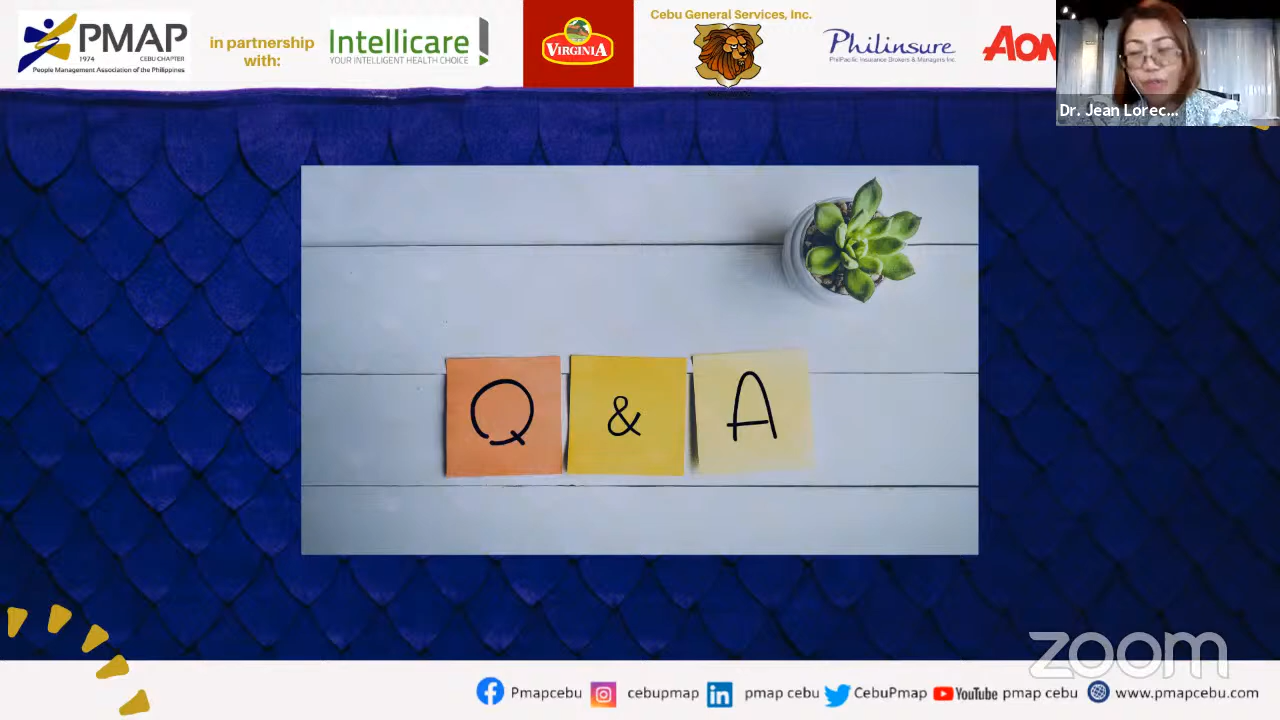 PMAP
1974
CEBU CHAPTER
People Management Association of the Philippines
in partnership
with:
Intellicare
YOUR INTELLIGENT HEALTH CHOICE
VIRGINIA
Cebu General Services, Inc.
Philinsure
PhilPacific Insurance Brokers & Managers Inc.
AON
Dr. Jean Lorec...
Q & A
zoom
Pmapcebu
cebupmap
in
pmap cebu
CebuPmap
YouTube
pmap cebu
www.pmapcebu.com